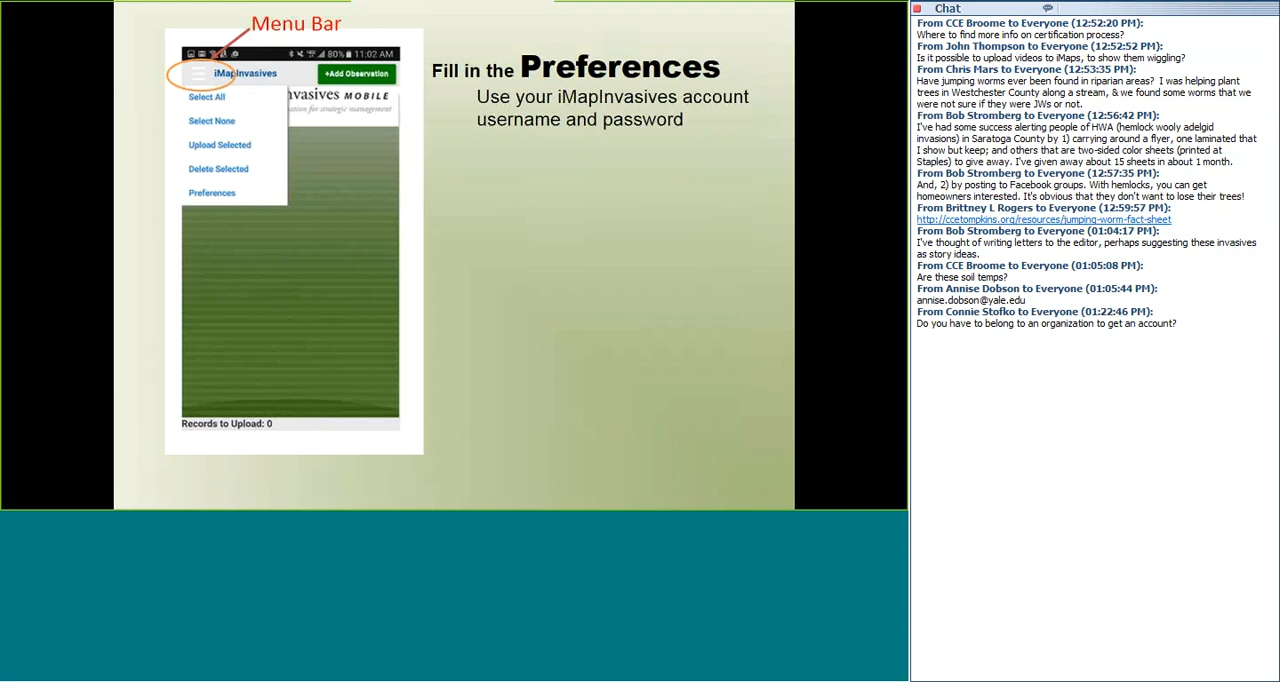 Menu Bar
80% 11:02 AM
iMapInvasives
+Add Observation
Select All
nvasives MOBILE
ation for strategic management
Select None
Upload Selected
Delete Selected
Preferences
Records to Upload: 0
Fill in the Preferences
Use your iMapInvasives account
username and password
Chat
From CCE Broome to Everyone (12:52:20 PM):
Where to find more info on certification process?
From John Thompson to Everyone (12:52:52 PM):
Is it possible to upload videos to iMaps, to show them wiggling?
From Chris Mars to Everyone (12:53:35 PM):
Have jumping worms ever been found in riparian areas? I was helping plant
trees in Westchester County along a stream, & we found some worms that we
were not sure if they were JWs or not.
From Bob Stromberg to Everyone (12:56:42 PM):
I've had some success alerting people of HWA (hemlock wooly adelgid
invasions) in Saratoga County by 1) carrying around a flyer, one laminated that
I show but keep; and others that are two-sided color sheets (printed at
Staples) to give away. I've given away about 15 sheets in about 1 month.
From Bob Stromberg to Everyone (12:57:35 PM):
And, 2) by posting to Facebook groups. With hemlocks, you can get
homeowners interested. It's obvious that they don't want to lose their trees!
From Brittney L Rogers to Everyone (12:59:57 PM):
http://ccetompkins.org/resources/jumping-worm-fact-sheet
From Bob Stromberg to Everyone (01:04:17 PM):
I've thought of writing letters to the editor, perhaps suggesting these invasives
as story ideas.
From CCE Broome to Everyone (01:05:08 PM):
Are these soil temps?
From Annise Dobson to Everyone (01:05:44 PM):
annise.dobson@yale.edu
From Connie Stofko to Everyone (01:22:46 PM):
Do you have to belong to an organization to get an account?